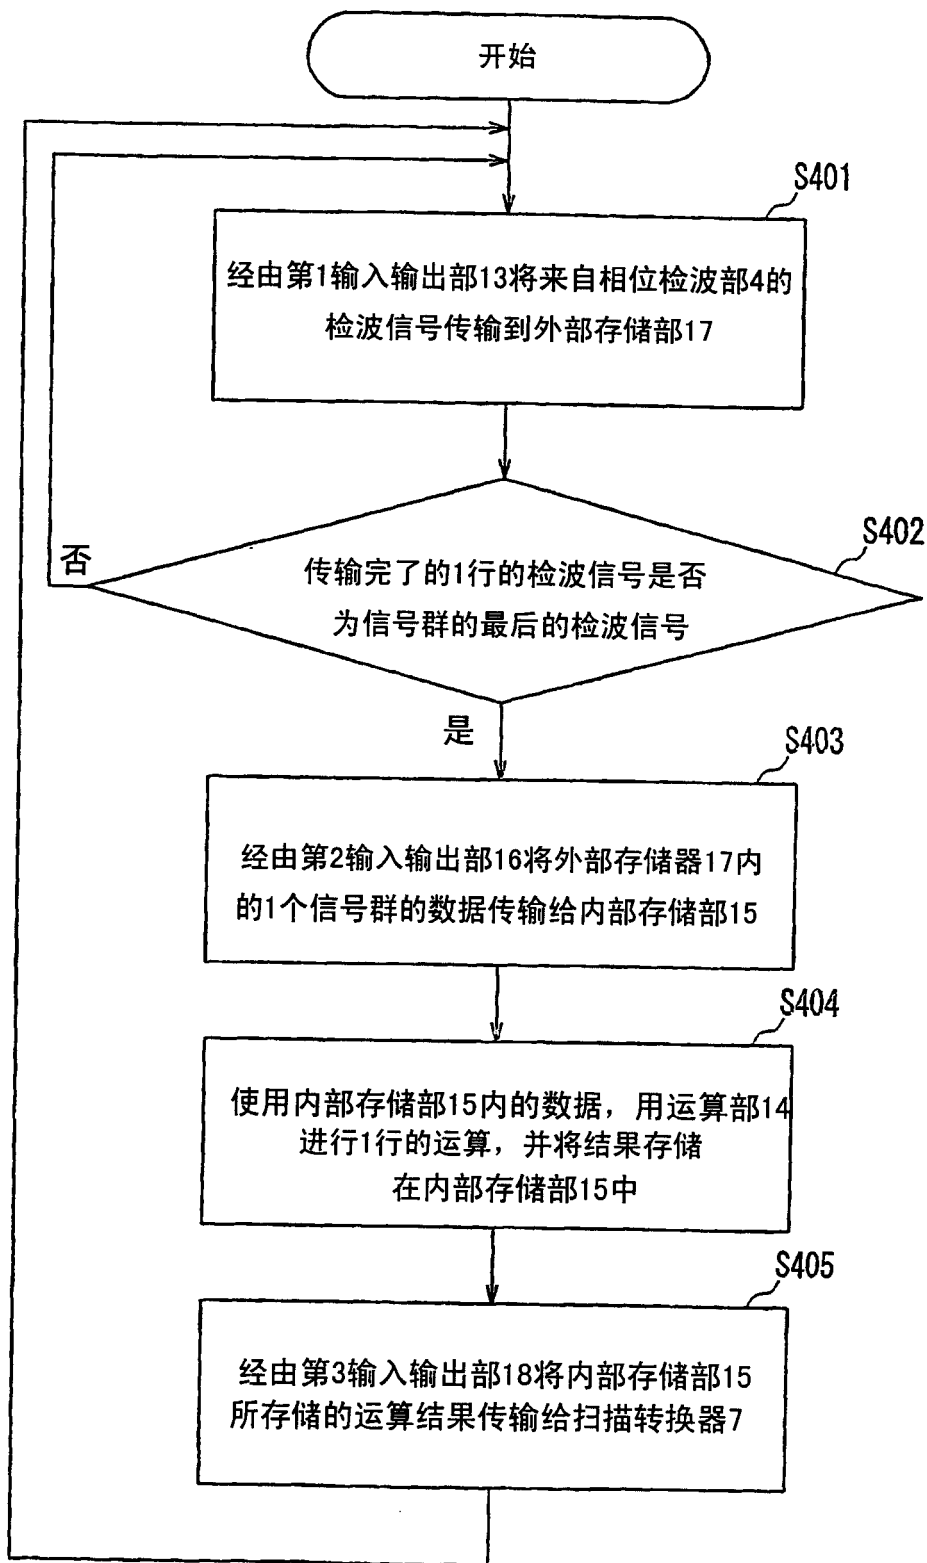 开始
S401
经由第1输入输出部13将来自相位检波部4的
检波信号传输到外部存储部17
S402
否
传输完了的1行的检波信号是否
为信号群的最后的检波信号
是
S403
经由第2输入输出部16将外部存储器17内
的1个信号群的数据传输给内部存储部15
S404
使用内部存储部15内的数据，用运算部14
进行1行的运算，并将结果存储
在内部存储部15中
S405
经由第3输入输出部18将内部存储部15
所存储的运算结果传输给扫描转换器7